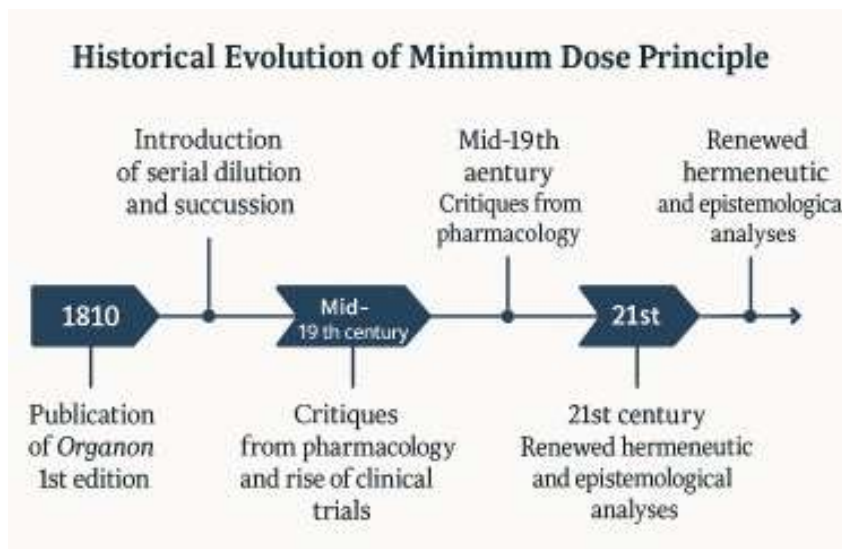 Historical Evolution of Minimum Dose Principle
Introduction
of serial dilution
and succussion
Mid-19th
aentury
Critiques from
pharmacology
Renewed
hermeneutic
and epistemologica
analyses
1810
Mid-
19 th century
21st
Publication
of Organon
1st edition
Critiques
from pharmacology
and rise of clinical
trials
21st century
Renewed hermeneutic
and epistemological
analyses